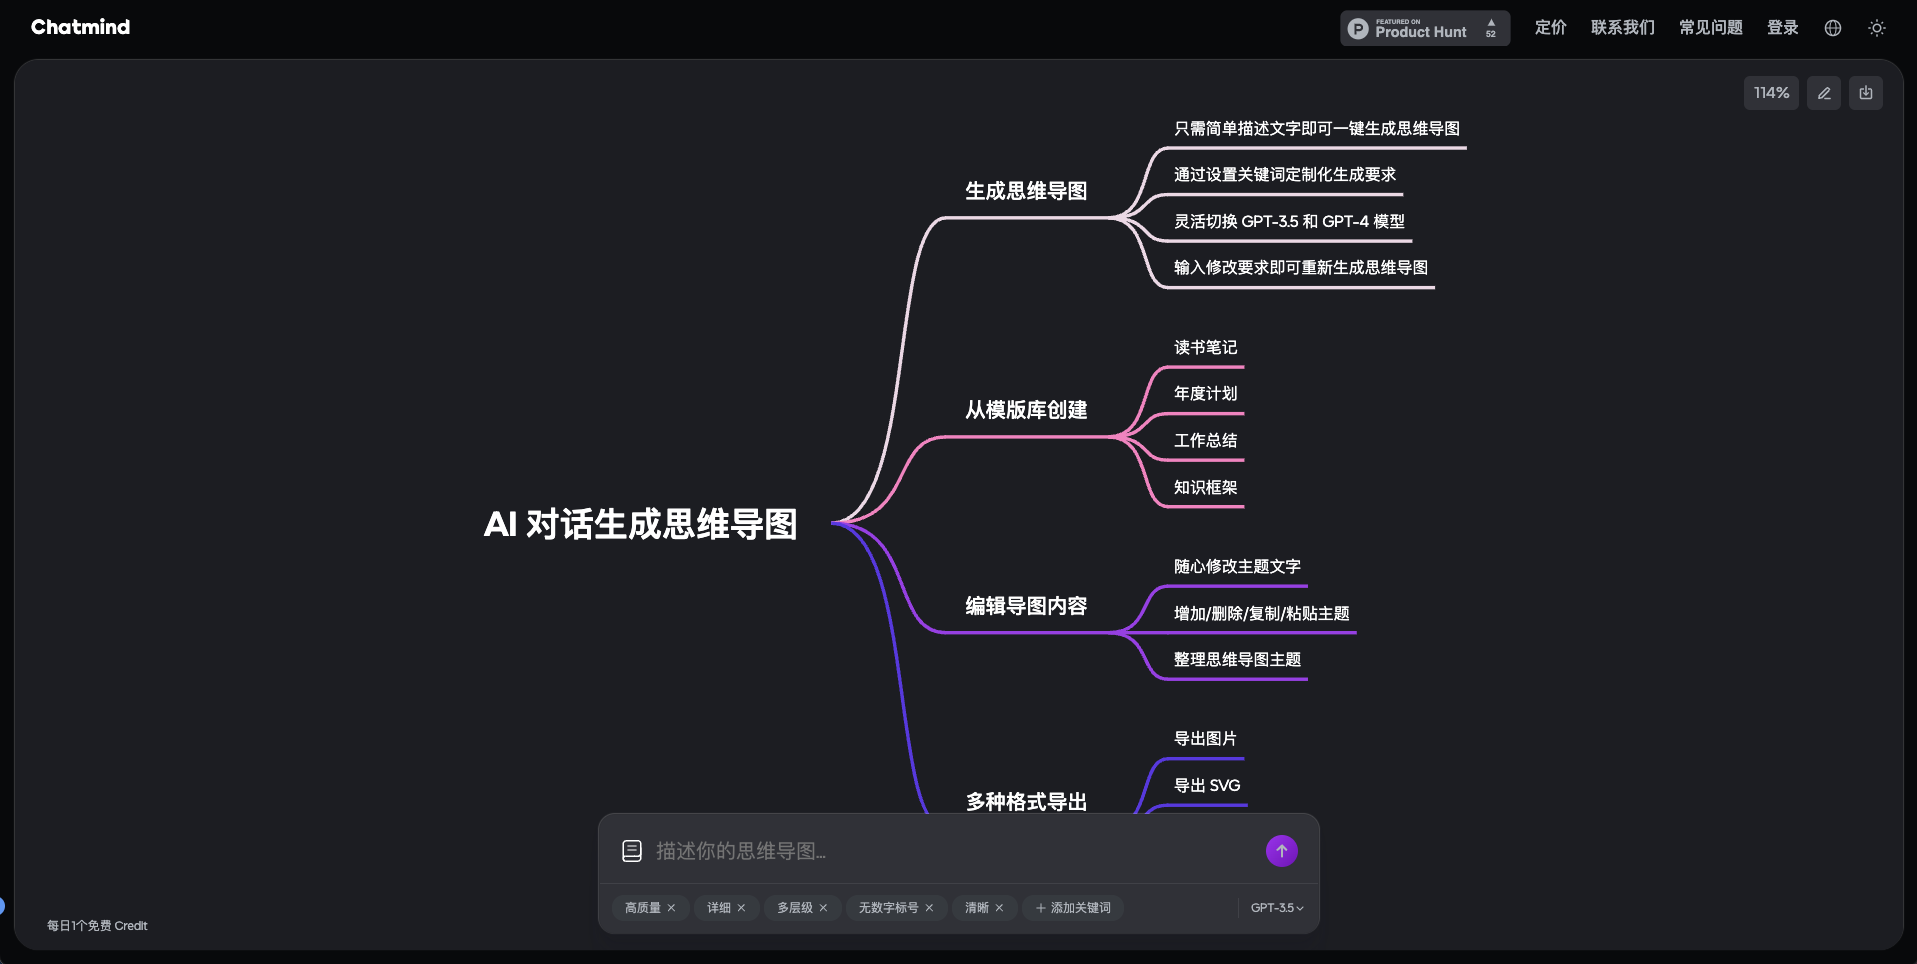 Chatmind
FEATURED ON
Product Hunt
52
定价
联系我们
常见问题
登录
114%
AI 对话生成思维导图
生成思维导图
只需简单描述文字即可一键生成思维导图
通过设置关键词定制化生成要求
灵活切换 GPT-3.5 和 GPT-4 模型
输入修改要求即可重新生成思维导图
从模版库创建
读书笔记
年度计划
工作总结
知识框架
编辑导图内容
随心修改主题文字
增加/删除/复制/粘贴主题
整理思维导图主题
多种格式导出
导出图片
导出 SVG
描述你的思维导图...
高质量 ×
详细 ×
多层级 ×
无数字标号 ×
清晰 ×
+ 添加关键词
GPT-3.5
每日1个免费 Credit